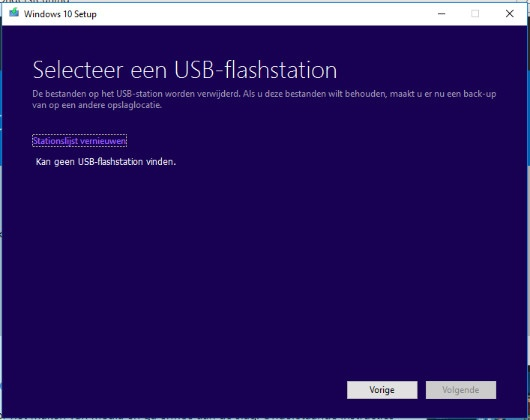 Windows 10 Setup
Selecteer een USB-flashstation
De bestanden op het USB-station worden verwijderd. Als u deze bestanden wilt behouden, maakt u er nu een back-up
van op een andere opslaglocatie.
Stationslijst vernieuwen
Kan geen USB-flashstation vinden.
Vorige
Volgende